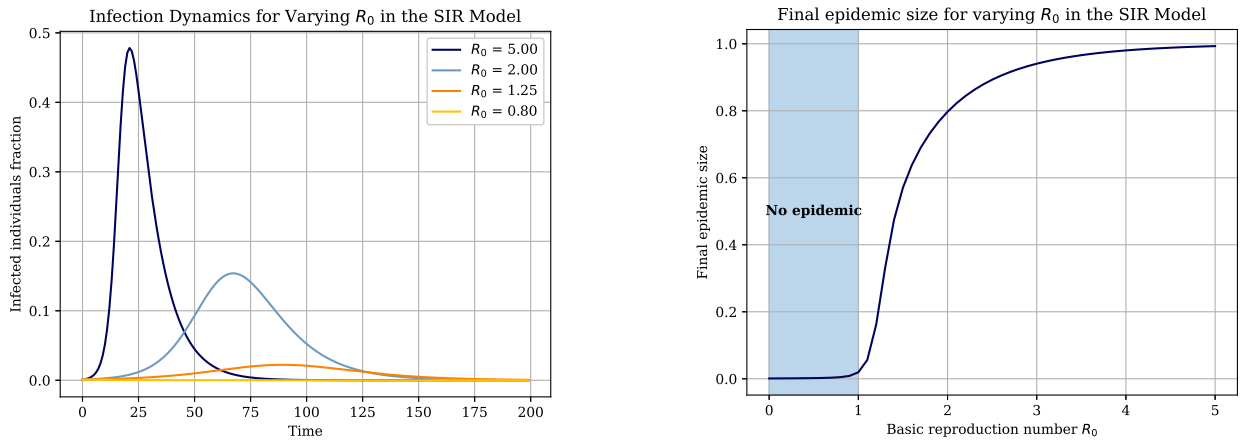 Infection Dynamics for Varying R₀ in the SIR Model
Infected individuals fraction
0.5
0.4
0.3
0.2
0.1
0.0
R₀ = 5.00
R₀ = 2.00
R₀ = 1.25
R₀ = 0.80
0 25 50 75 100 125 150 175 200
Time
Final epidemic size for varying R₀ in the SIR Model
Final epidemic size
1.0
0.8
0.6
0.4
0.2
0.0
No epidemic
0 1 2 3 4 5
Basic reproduction number R₀